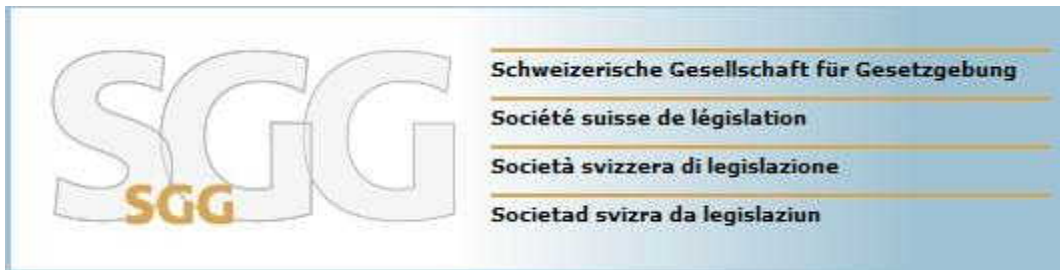 SGG
SGG
Schweizerische Gesellschaft für Gesetzgebung
Société suisse de législation
Società svizzera di legislazione
Societad svizra da legislaziun